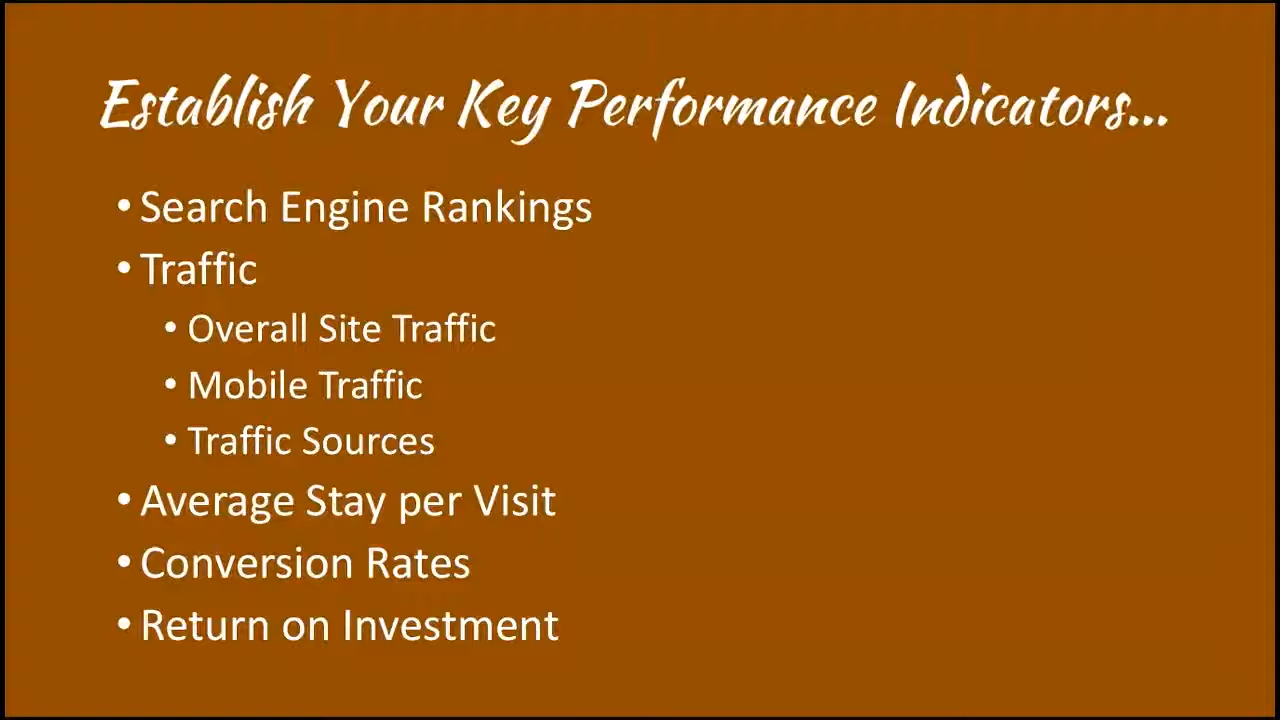 Establish Your Key Performance Indicators...
• Search Engine Rankings
• Traffic
• Overall Site Traffic
• Mobile Traffic
• Traffic Sources
• Average Stay per Visit
• Conversion Rates
• Return on Investment